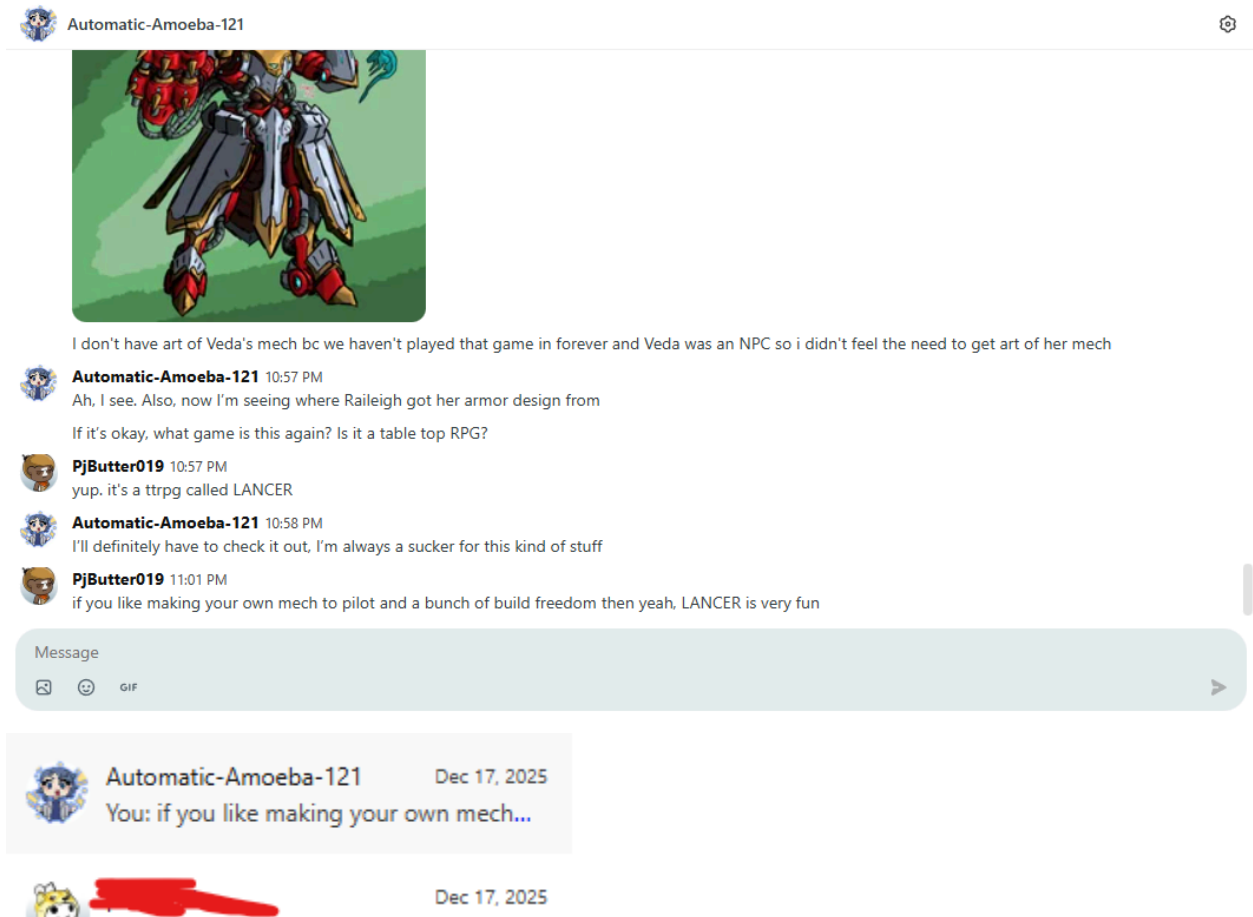 Automatic-Amoeba-121
I don't have art of Veda's mech bc we haven't played that game in forever and Veda was an NPC so i didn't feel the need to get art of her mech
Automatic-Amoeba-121 10:57 PM
Ah, I see. Also, now I'm seeing where Raileigh got her armor design from
If it's okay, what game is this again? Is it a table top RPG?
PjButter019 10:57 PM
yup. it's a ttrpg called LANCER
Automatic-Amoeba-121 10:58 PM
I'll definitely have to check it out, I'm always a sucker for this kind of stuff
PjButter019 11:01 PM
if you like making your own mech to pilot and a bunch of build freedom then yeah, LANCER is very fun
Message
GIF
Automatic-Amoeba-121 Dec 17, 2025
You: if you like making your own mech...
Dec 17, 2025